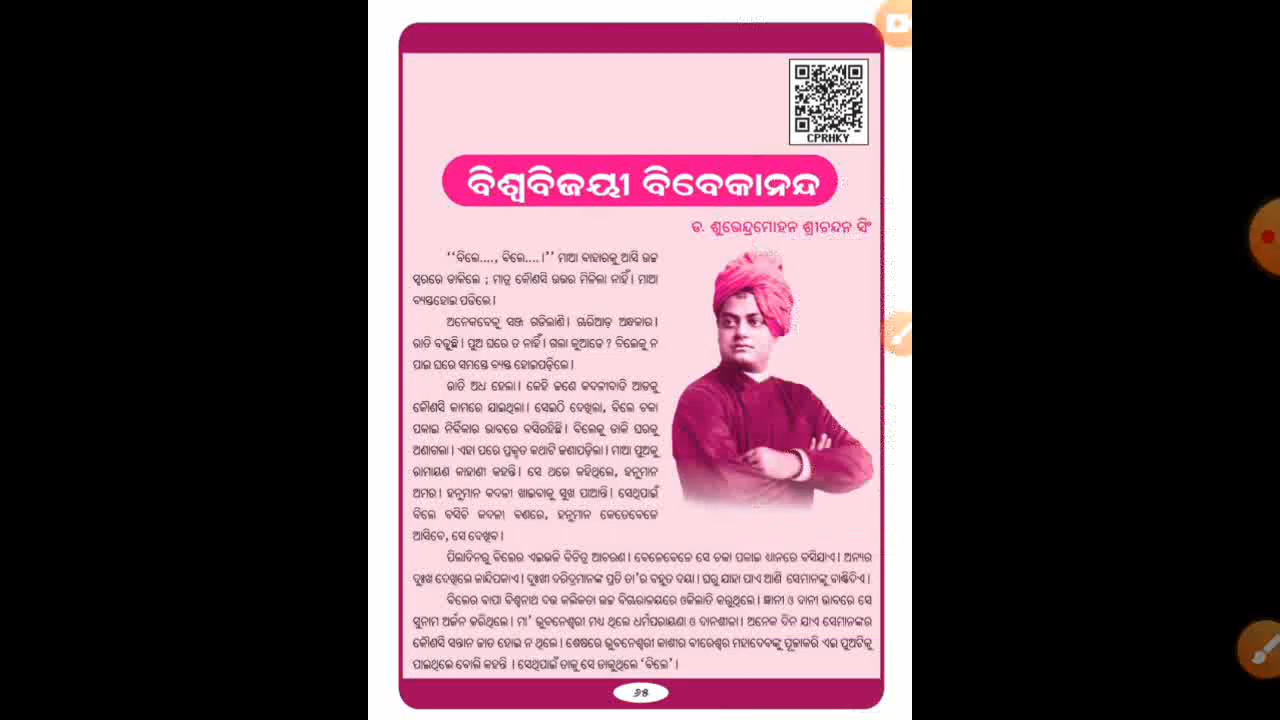 CPRHKY
ବିଶ୍ୱବିଜୟୀ ବିବେକାନନ୍ଦ
ଡ. ଶୁଭେନ୍ଦ୍ରମୋହନ ଶ୍ରୀଚନ୍ଦନ ସିଂ
‘‘ବିଲେ...., ବିଲେ....।’’ ମାଆ ବାହାରକୁ ଆସି ଉଚ୍ଚ
ସ୍ୱରରେ ଡାକିଲେ ; ମାତ୍ର କୌଣସି ଉତ୍ତର ମିଳିଲା ନାହିଁ। ମାଆ
ବ୍ୟସ୍ତହୋଇ ପଡିଲେ।
ଅନେକବେଳୁ ସଞ୍ଜ ଗଡିଲାଣି। ଚାରିଆଡ଼ ଅନ୍ଧକାର।
ରାତି ବଢୁଛି। ପୁଅ ଘରେ ତ ନାହିଁ। ଗଲା କୁଆଡେ ? ବିଲେକୁ ନ
ପାଇ ଘରେ ସମସ୍ତେ ବ୍ୟସ୍ତ ହୋଇପଡ଼ିଲେ।
ରାତି ଅଧ ହେଲା। କେହି ଜଣେ କଦଳୀବାଡି ଆଡକୁ
କୌଣସି କାମରେ ଯାଇଥିଲା। ସେଇଠି ଦେଖିଲା, ବିଲେ ଚକା
ପକାଇ ନିର୍ବିକାର ଭାବରେ ବସିରହିଛି। ବିଲେକୁ ଡାକି ଘରକୁ
ଅଣାଗଲା। ଏହା ପରେ ପ୍ରକୃତ କଥାଟି ଜଣାପଡ଼ିଲା। ମାଆ ପୁଅକୁ
ରାମାୟଣ କାହାଣୀ କହନ୍ତି। ସେ ଥରେ କହିଥିଲେ, ହନୁମାନ
ଅମର। ହନୁମାନ କଦଳୀ ଖାଇବାକୁ ସୁଖ ପାଆନ୍ତି। ସେଥିପାଇଁ
ବିଲେ ବସିଚି କଦଳୀ ବଣରେ, ହନୁମାନ କେତେବେଳେ
ଆସିବେ, ସେ ଦେଖିବ।
ପିଲାଦିନରୁ ବିଲେର ଏଇଭଳି ବିଚିତ୍ର ଆଚରଣ। ବେଳେବେଳେ ସେ ଚକା ପକାଇ ଧ୍ୟାନରେ ବସିଯାଏ। ଅନ୍ୟର
ଦୁଃଖ ଦେଖିଲେ କାନ୍ଦିପକାଏ। ଦୁଃଖୀ ଦରିଦ୍ରମାନଙ୍କ ପ୍ରତି ତା’ର ବହୁତ ଦୟା। ଘରୁ ଯାହା ପାଏ ଆଣି ସେମାନଙ୍କୁ ବାଣ୍ଟିଦିଏ।
ବିଲେର ବାପା ବିଶ୍ୱନାଥ ଦତ୍ତ କଲିକତା ଉଚ୍ଚ ବିଚାରାଳୟରେ ଓକିଲାତି କରୁଥିଲେ। ଜ୍ଞାନୀ ଓ ଦାନୀ ଭାବରେ ସେ
ସୁନାମ ଅର୍ଜନ କରିଥିଲେ। ମା’ ଭୁବନେଶ୍ୱରୀ ମଧ୍ୟ ଥିଲେ ଧର୍ମପରାୟଣା ଓ ଦାନଶୀଳା। ଅନେକ ଦିନ ଯାଏ ସେମାନଙ୍କର
କୌଣସି ସନ୍ତାନ ଜାତ ହୋଇ ନ ଥିଲେ। ଶେଷରେ ଭୁବନେଶ୍ୱରୀ କାଶୀର ବୀରେଶ୍ୱର ମହାଦେବଙ୍କୁ ପୂଜାକରି ଏଇ ପୁଅଟିକୁ
ପାଇଥିଲେ ବୋଲି କହନ୍ତି । ସେଥିପାଇଁ ତାକୁ ସେ ଡାକୁଥିଲେ ‘ବିଲେ’।
୬୫